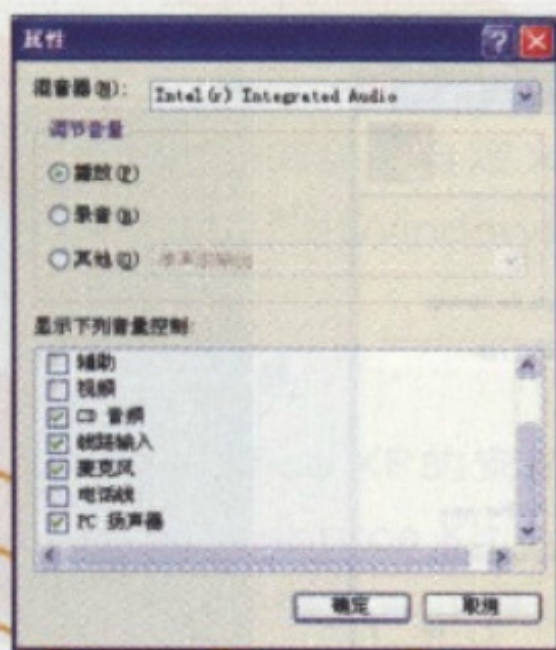 属性
混音器(M): Intel(r) Integrated Audio
调节音量
播放(P)
录音(R)
其他(O)
显示下列音量控制:
辅助
视频
CD 音频
线路输入
麦克风
电话线
PC 扬声器
确定 取消